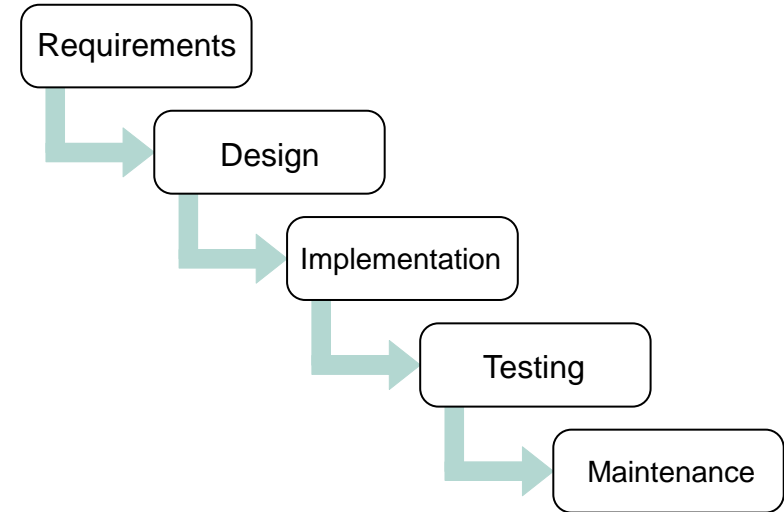 Requirements
Design
Implementation
Testing
Maintenance